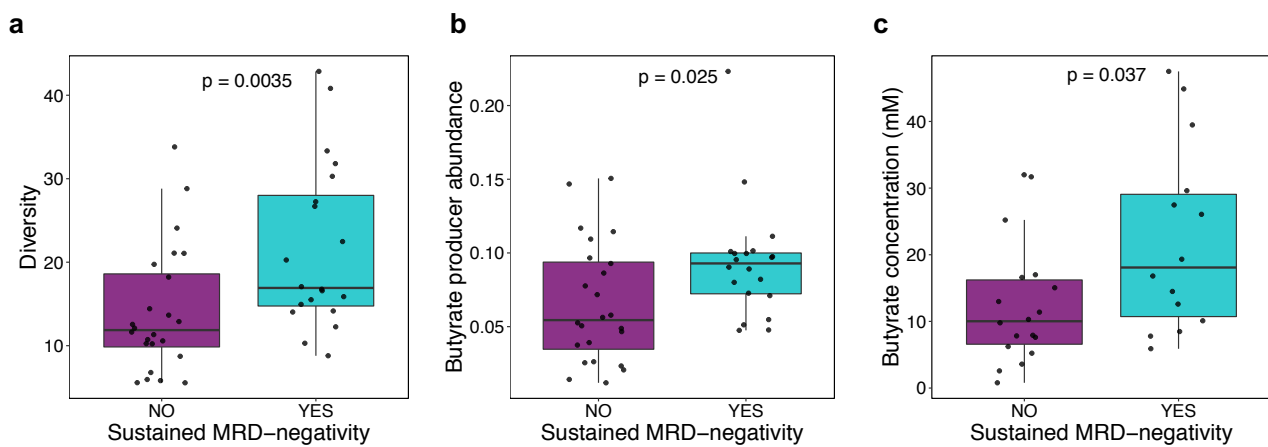 a
p = 0.0035
40
30
20
10
Diversity
NO
YES
Sustained MRD−negativity
b
p = 0.025
0.20
0.15
0.10
0.05
Butyrate producer abundance
NO
YES
Sustained MRD−negativity
c
p = 0.037
40
30
20
10
0
Butyrate concentration (mM)
NO
YES
Sustained MRD−negativity